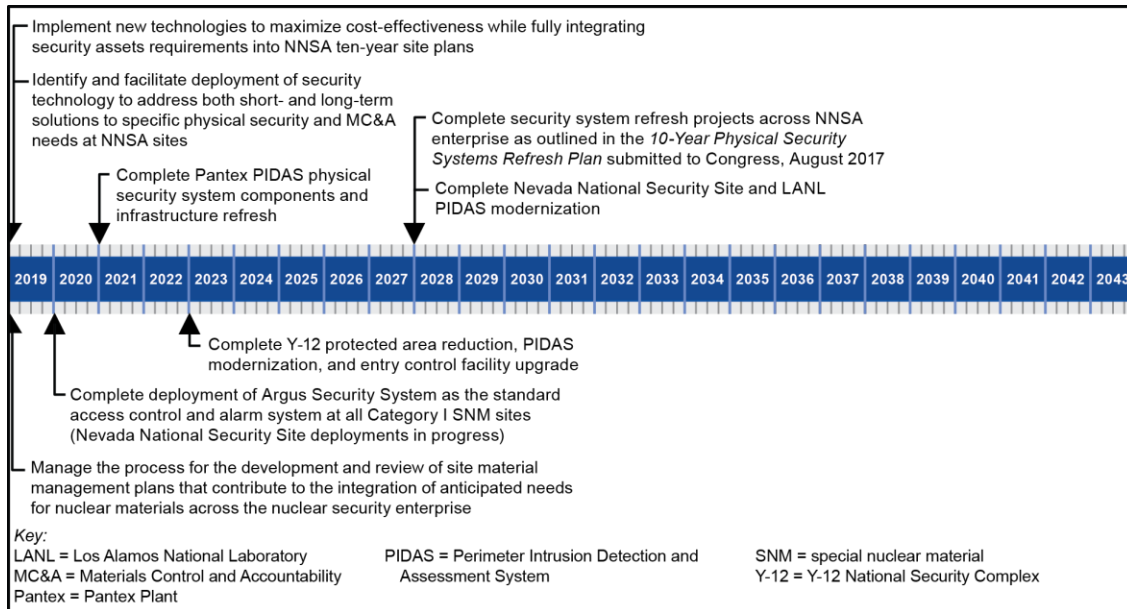 Implement new technologies to maximize cost-effectiveness while fully integrating
security assets requirements into NNSA ten-year site plans
Identify and facilitate deployment of security
technology to address both short- and long-term
solutions to specific physical security and MC&A
needs at NNSA sites
Complete Pantex PIDAS physical
security system components and
infrastructure refresh
Complete security system refresh projects across NNSA
enterprise as outlined in the 10-Year Physical Security
Systems Refresh Plan submitted to Congress, August 2017
Complete Nevada National Security Site and LANL
PIDAS modernization
2019 2020 2021 2022 2023 2024 2025 2026 2027 2028 2029 2030 2031 2032 2033 2034 2035 2036 2037 2038 2039 2040 2041 2042 2043
Complete Y-12 protected area reduction, PIDAS
modernization, and entry control facility upgrade
Complete deployment of Argus Security System as the standard
access control and alarm system at all Category I SNM sites
(Nevada National Security Site deployments in progress)
Manage the process for the development and review of site material
management plans that contribute to the integration of anticipated needs
for nuclear materials across the nuclear security enterprise
Key:
LANL = Los Alamos National Laboratory
MC&A = Materials Control and Accountability
Pantex = Pantex Plant
PIDAS = Perimeter Intrusion Detection and
Assessment System
SNM = special nuclear material
Y-12 = Y-12 National Security Complex